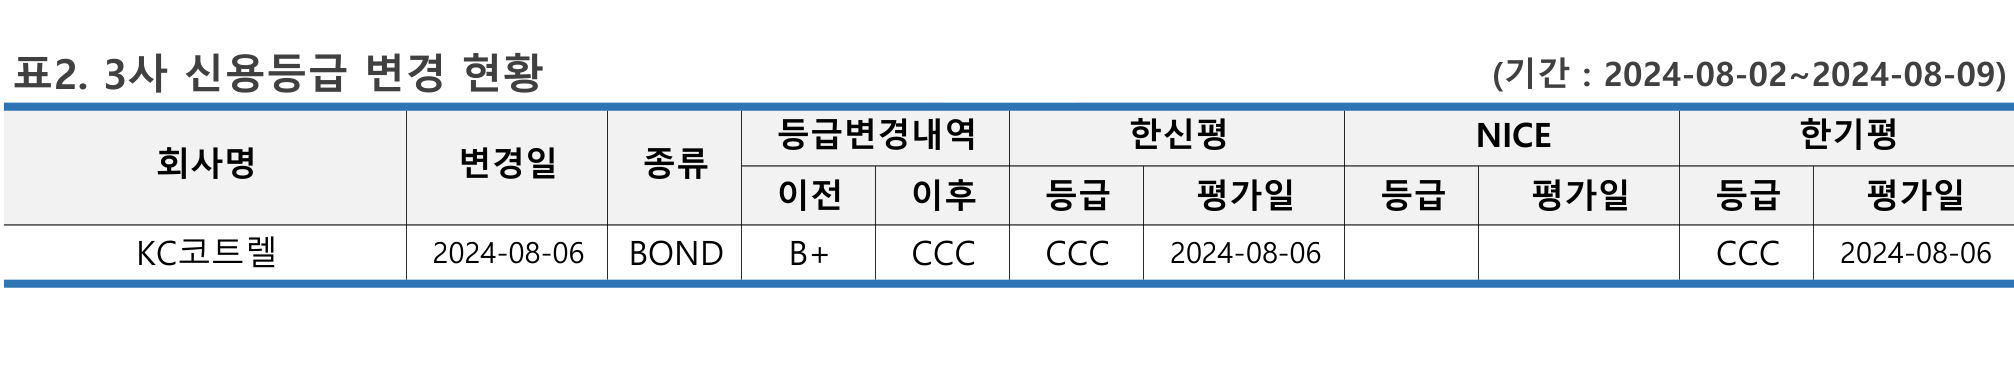 표2. 3사 신용등급 변경 현황 (기간 : 2024-08-02~2024-08-09)
회사명 변경일 종류 등급변경내역 한신평 NICE 한기평
이전 이후 등급 평가일 등급 평가일 등급 평가일
KC코트렐 2024-08-06 BOND B+ CCC CCC 2024-08-06 CCC 2024-08-06